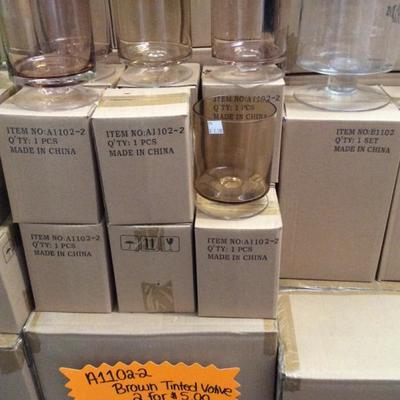 ITEM NO:A1102-2
Q'TY: 1 PCS
MADE IN CHINA
ITEM NO:A1102-2
Q'TY: 1 PCS
MADE IN CHINA
ITEM NO:A1102-2
Q'TY: 1 PCS
MADE IN CHINA
ITEM NO:B1102
Q'TY: 1 SET
MADE IN CHINA
ITEM NO:A1102-2
Q'TY: 1 PCS
MADE IN CHINA
ITEM NO:A1102-2
Q'TY: 1 PCS
MADE IN CHINA
A1102-2
Brown Tinted Votive
2 for $5.00